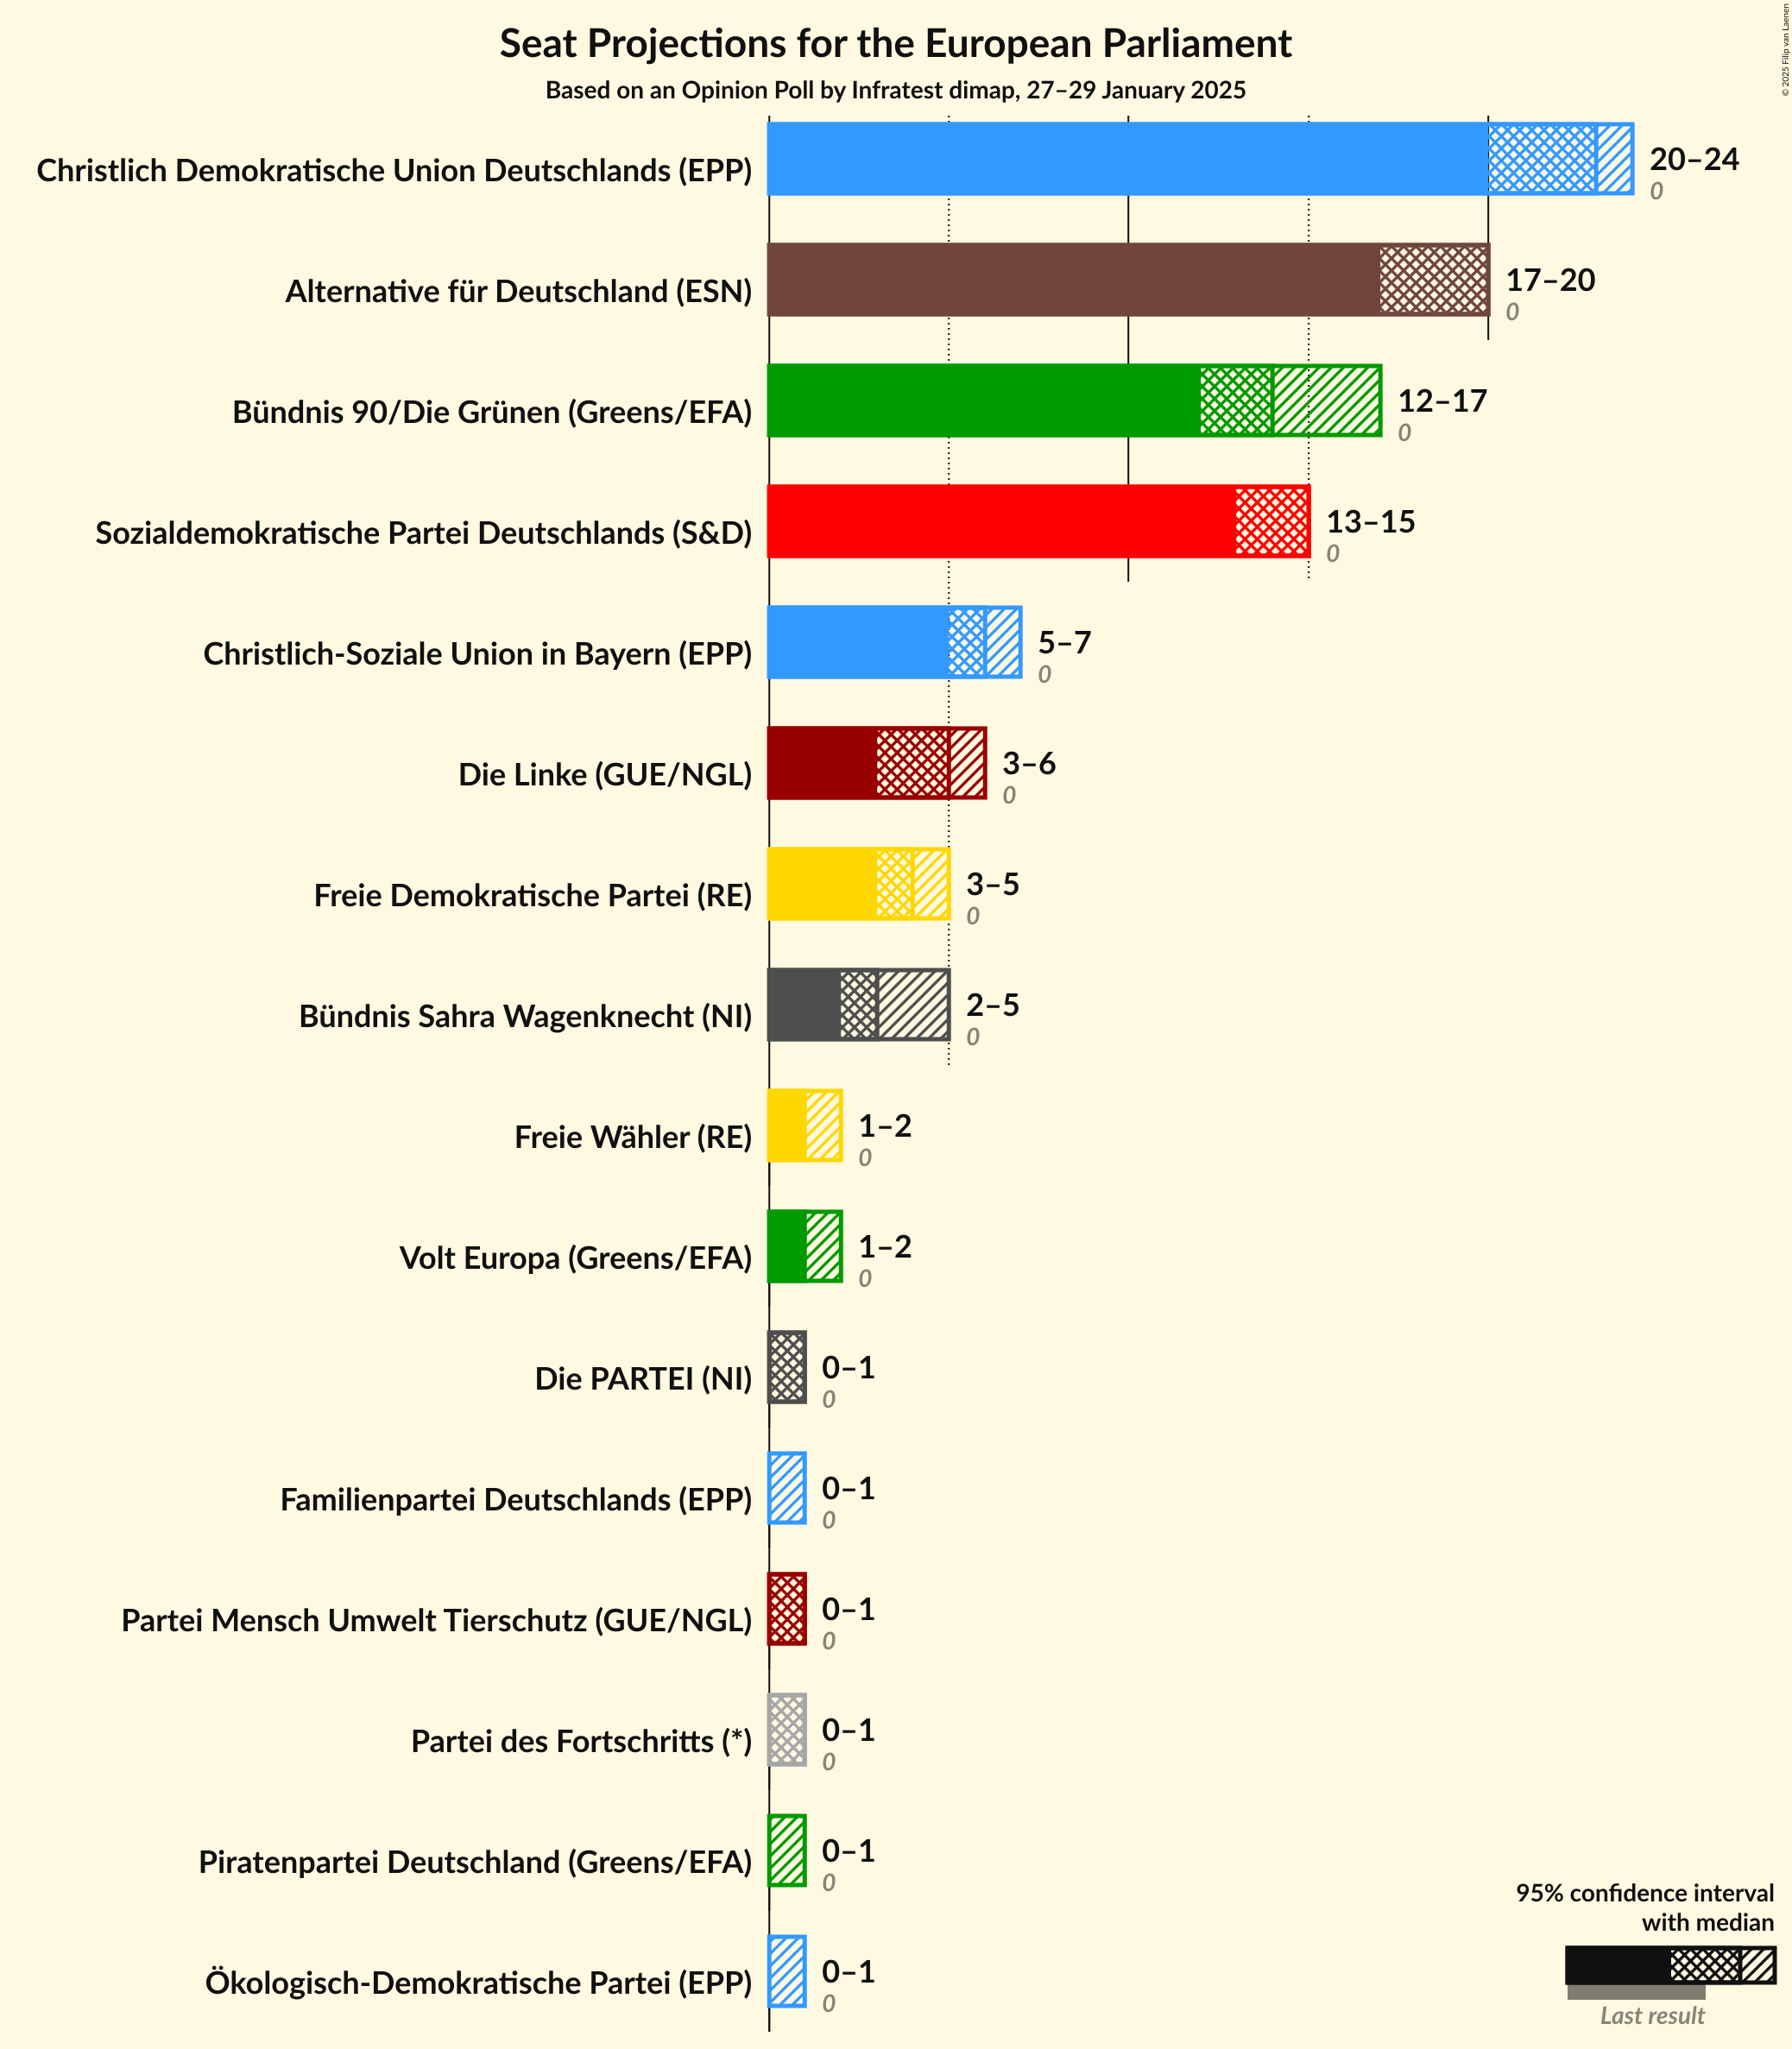 Seat Projections for the European Parliament
Based on an Opinion Poll by Infratest dimap, 27–29 January 2025
© 2025 Filip van Laenen
Christlich Demokratische Union Deutschlands (EPP)
20–24
0
Alternative für Deutschland (ESN)
17–20
0
Bündnis 90/Die Grünen (Greens/EFA)
12–17
0
Sozialdemokratische Partei Deutschlands (S&D)
13–15
0
Christlich-Soziale Union in Bayern (EPP)
5–7
0
Die Linke (GUE/NGL)
3–6
0
Freie Demokratische Partei (RE)
3–5
0
Bündnis Sahra Wagenknecht (NI)
2–5
0
Freie Wähler (RE)
1–2
0
Volt Europa (Greens/EFA)
1–2
0
Die PARTEI (NI)
0–1
0
Familienpartei Deutschlands (EPP)
0–1
0
Partei Mensch Umwelt Tierschutz (GUE/NGL)
0–1
0
Partei des Fortschritts (*)
0–1
0
Piratenpartei Deutschland (Greens/EFA)
0–1
0
Ökologisch-Demokratische Partei (EPP)
0–1
0
95% confidence interval
with median
Last result